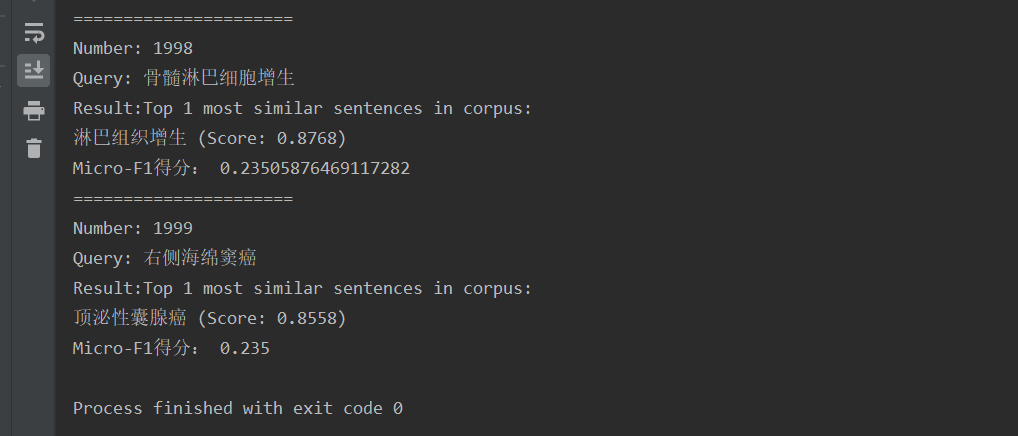 ======================
Number: 1998
Query: 骨髓淋巴细胞增生
Result:Top 1 most similar sentences in corpus:
淋巴组织增生 (Score: 0.8768)
Micro-F1得分： 0.23505876469117282
======================
Number: 1999
Query: 右侧海绵窦癌
Result:Top 1 most similar sentences in corpus:
顶泌性囊腺癌 (Score: 0.8558)
Micro-F1得分： 0.235
Process finished with exit code 0